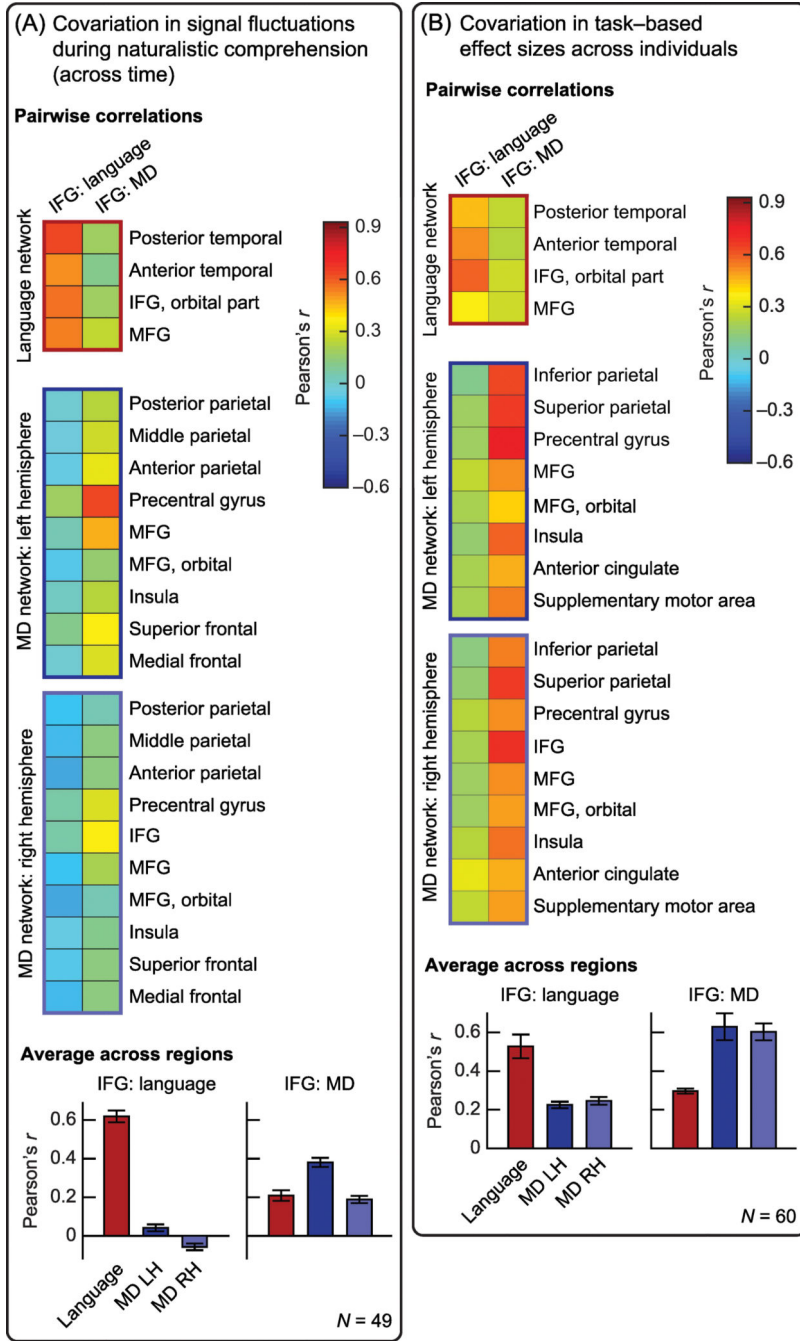 (A) Covariation in signal fluctuations
during naturalistic comprehension
(across time)
Pairwise correlations
IFG: language
IFG: MD
Language network
Posterior temporal
Anterior temporal
IFG, orbital part
MFG
Pearson's r
0.9
0.6
0.3
0
–0.3
–0.6
MD network: left hemisphere
Posterior parietal
Middle parietal
Anterior parietal
Precentral gyrus
MFG
MFG, orbital
Insula
Superior frontal
Medial frontal
MD network: right hemisphere
Posterior parietal
Middle parietal
Anterior parietal
Precentral gyrus
IFG
MFG
MFG, orbital
Insula
Superior frontal
Medial frontal
Average across regions
IFG: language
IFG: MD
Pearson's r
0.6
0.4
0.2
0
Language
MD LH
MD RH
N = 49
(B) Covariation in task–based
effect sizes across individuals
Pairwise correlations
IFG: language
IFG: MD
Language network
Posterior temporal
Anterior temporal
IFG, orbital part
MFG
Pearson's r
0.9
0.6
0.3
0
–0.3
–0.6
MD network: left hemisphere
Inferior parietal
Superior parietal
Precentral gyrus
MFG
MFG, orbital
Insula
Anterior cingulate
Supplementary motor area
MD network: right hemisphere
Inferior parietal
Superior parietal
Precentral gyrus
IFG
MFG
MFG, orbital
Insula
Anterior cingulate
Supplementary motor area
Average across regions
IFG: language
IFG: MD
Pearson's r
0.6
0.4
0.2
0
Language
MD LH
MD RH
N = 60